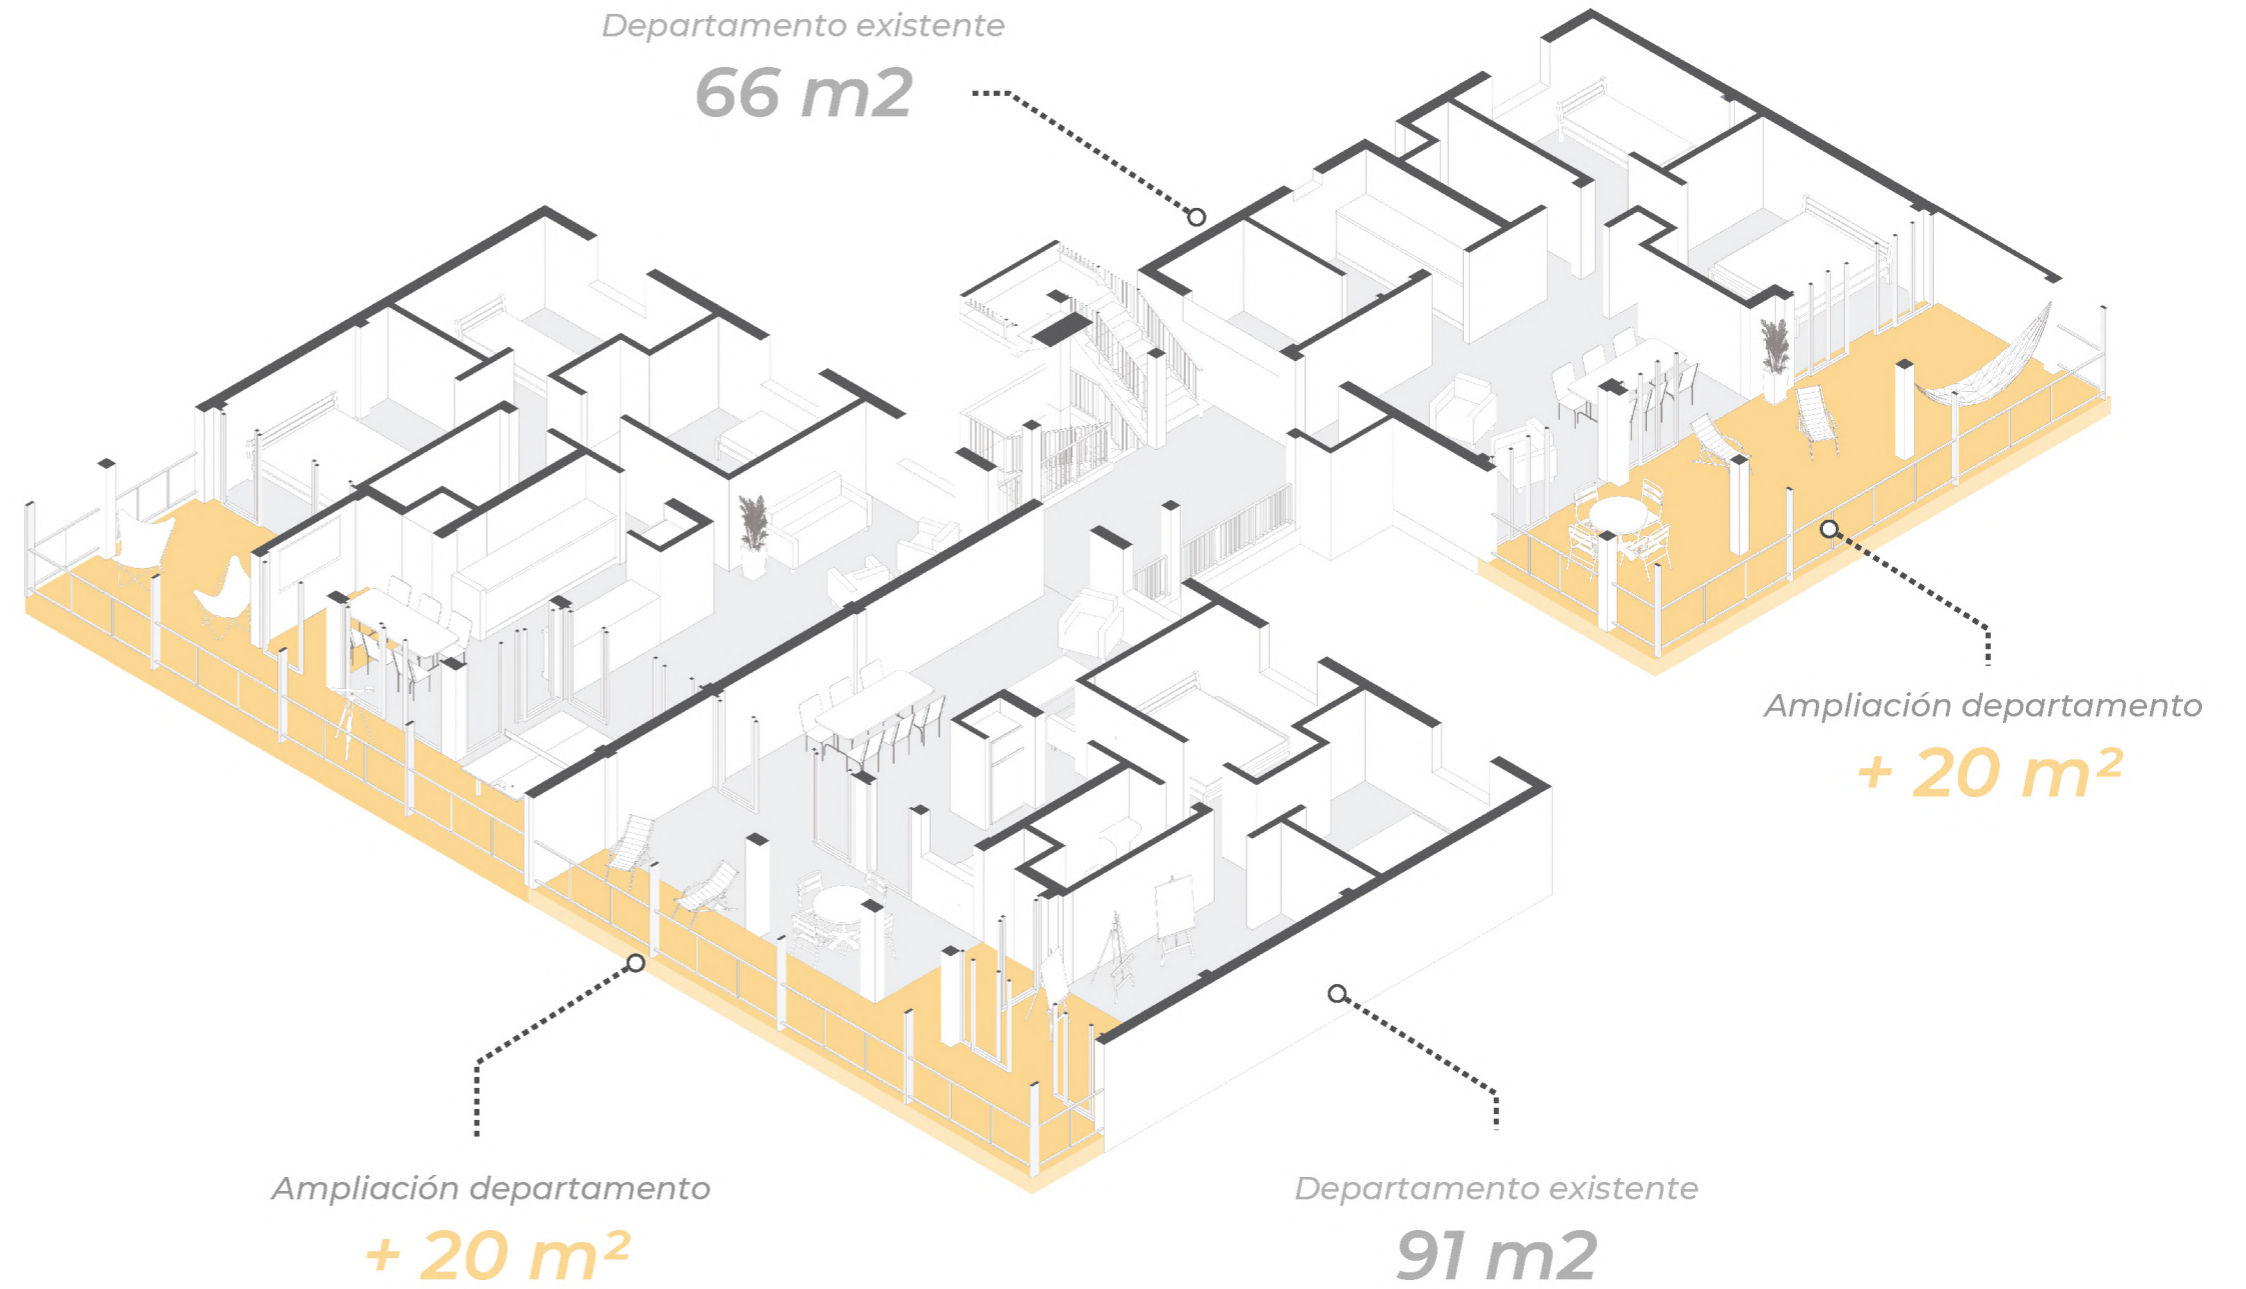 Departamento existente
66 m2
Ampliación departamento
+ 20 m²
Ampliación departamento
+ 20 m²
Departamento existente
91 m2